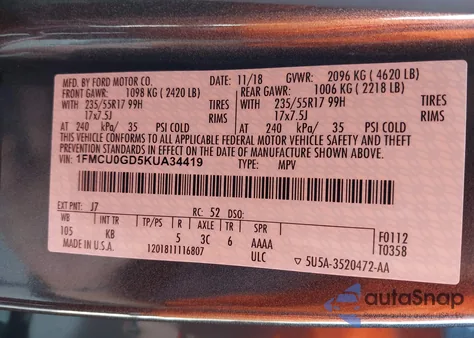 MFD. BY FORD MOTOR CO. 11/18 GVWR: 2096 KG ( 4620 LB)
FRONT GAWR: 1098 KG ( 2420 LB) REAR GAWR: 1006 KG ( 2218 LB)
WITH 235/55R17 99H TIRES WITH 235/55R17 99H TIRES
17x7.5J RIMS 17x7.5J RIMS
AT 240 kPa/ 35 PSI COLD AT 240 kPa/ 35 PSI COLD
THIS VEHICLE CONFORMS TO ALL APPLICABLE FEDERAL MOTOR VEHICLE SAFETY AND THEFT
PREVENTION STANDARDS IN EFFECT ON THE DATE OF MANUFACTURE SHOWN ABOVE.
VIN: 1FMCU0GD5KUA34419 TYPE: MPV
EXT PNT: J7 RC: 52 DSO:
WB INT TR TP/PS R AXLE TR SPR
105 KB 5 3C 6 AAAA F0112
MADE IN U.S.A. 1201811116807 ULC 5U5A-3520472-AA T0358
autoSnap